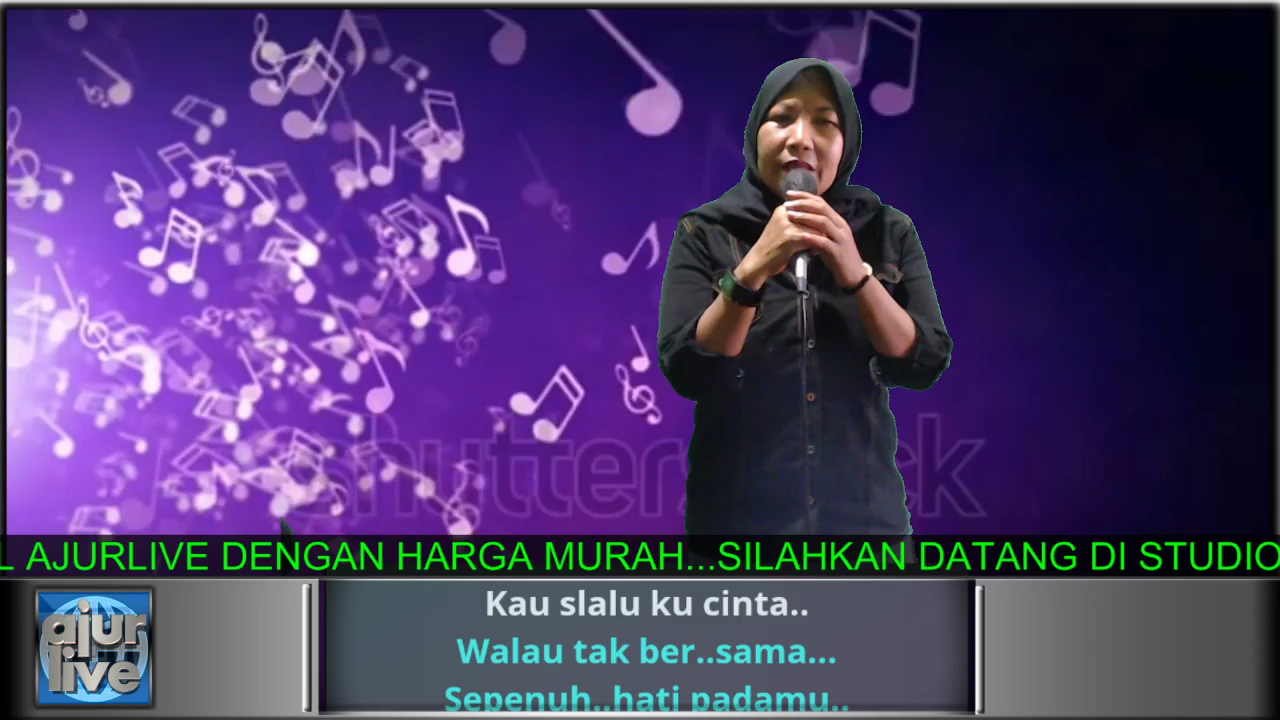 shutterstock
L AJURLIVE DENGAN HARGA MURAH...SILAHKAN DATANG DI STUDIO
ajur
live
Kau slalu ku cinta..
Walau tak ber..sama...
Sepenuh..hati padamu..